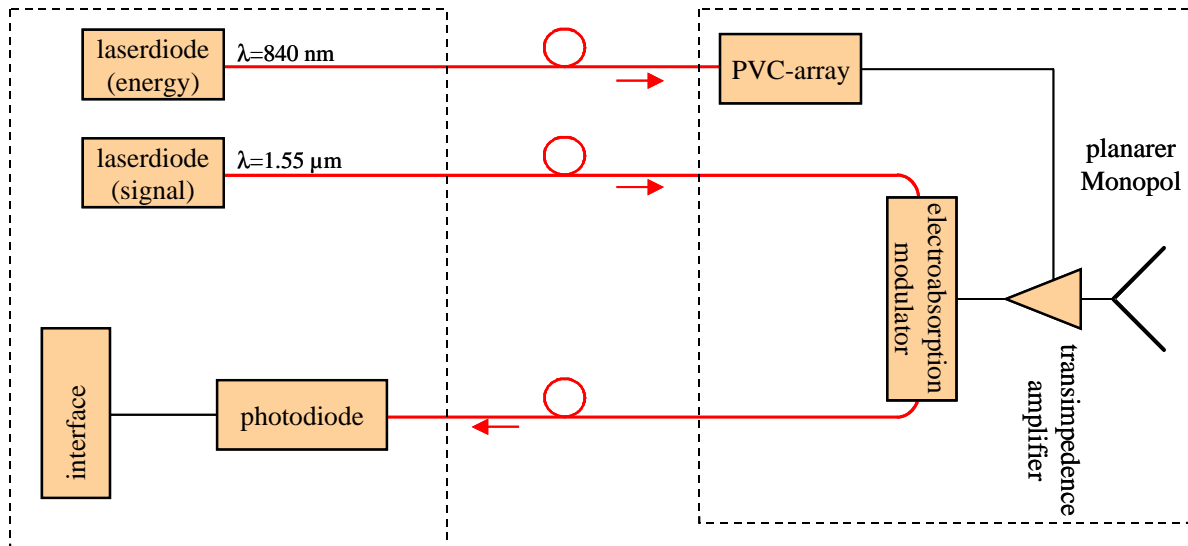 laserdiode
(energy)
λ=840 nm
PVC-array
laserdiode
(signal)
λ=1.55 µm
planarer
Monopol
electroabsorption
modulator
transimpedence
amplifier
interface
photodiode